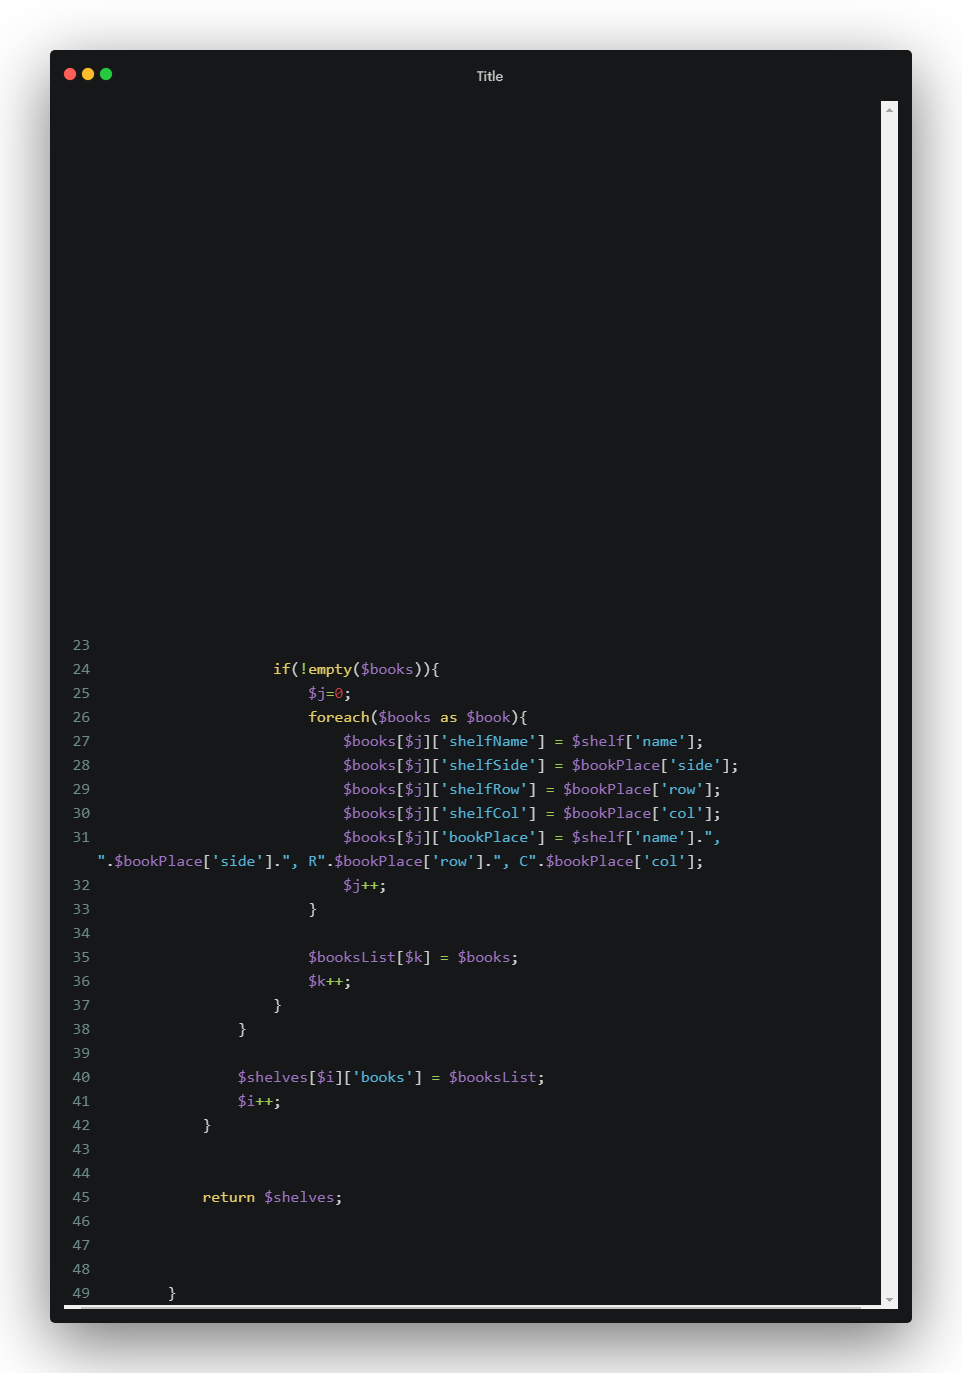 Title
23
24 if(!empty($books)){
25 $j=0;
26 foreach($books as $book){
27 $books[$j]['shelfName'] = $shelf['name'];
28 $books[$j]['shelfSide'] = $bookPlace['side'];
29 $books[$j]['shelfRow'] = $bookPlace['row'];
30 $books[$j]['shelfCol'] = $bookPlace['col'];
31 $books[$j]['bookPlace'] = $shelf['name'].",
".$bookPlace['side'].", R".$bookPlace['row'].", C".$bookPlace['col'];
32 $j++;
33 }
34
35 $booksList[$k] = $books;
36 $k++;
37 }
38 }
39
40 $shelves[$i]['books'] = $booksList;
41 $i++;
42 }
43
44
45 return $shelves;
46
47
48
49 }